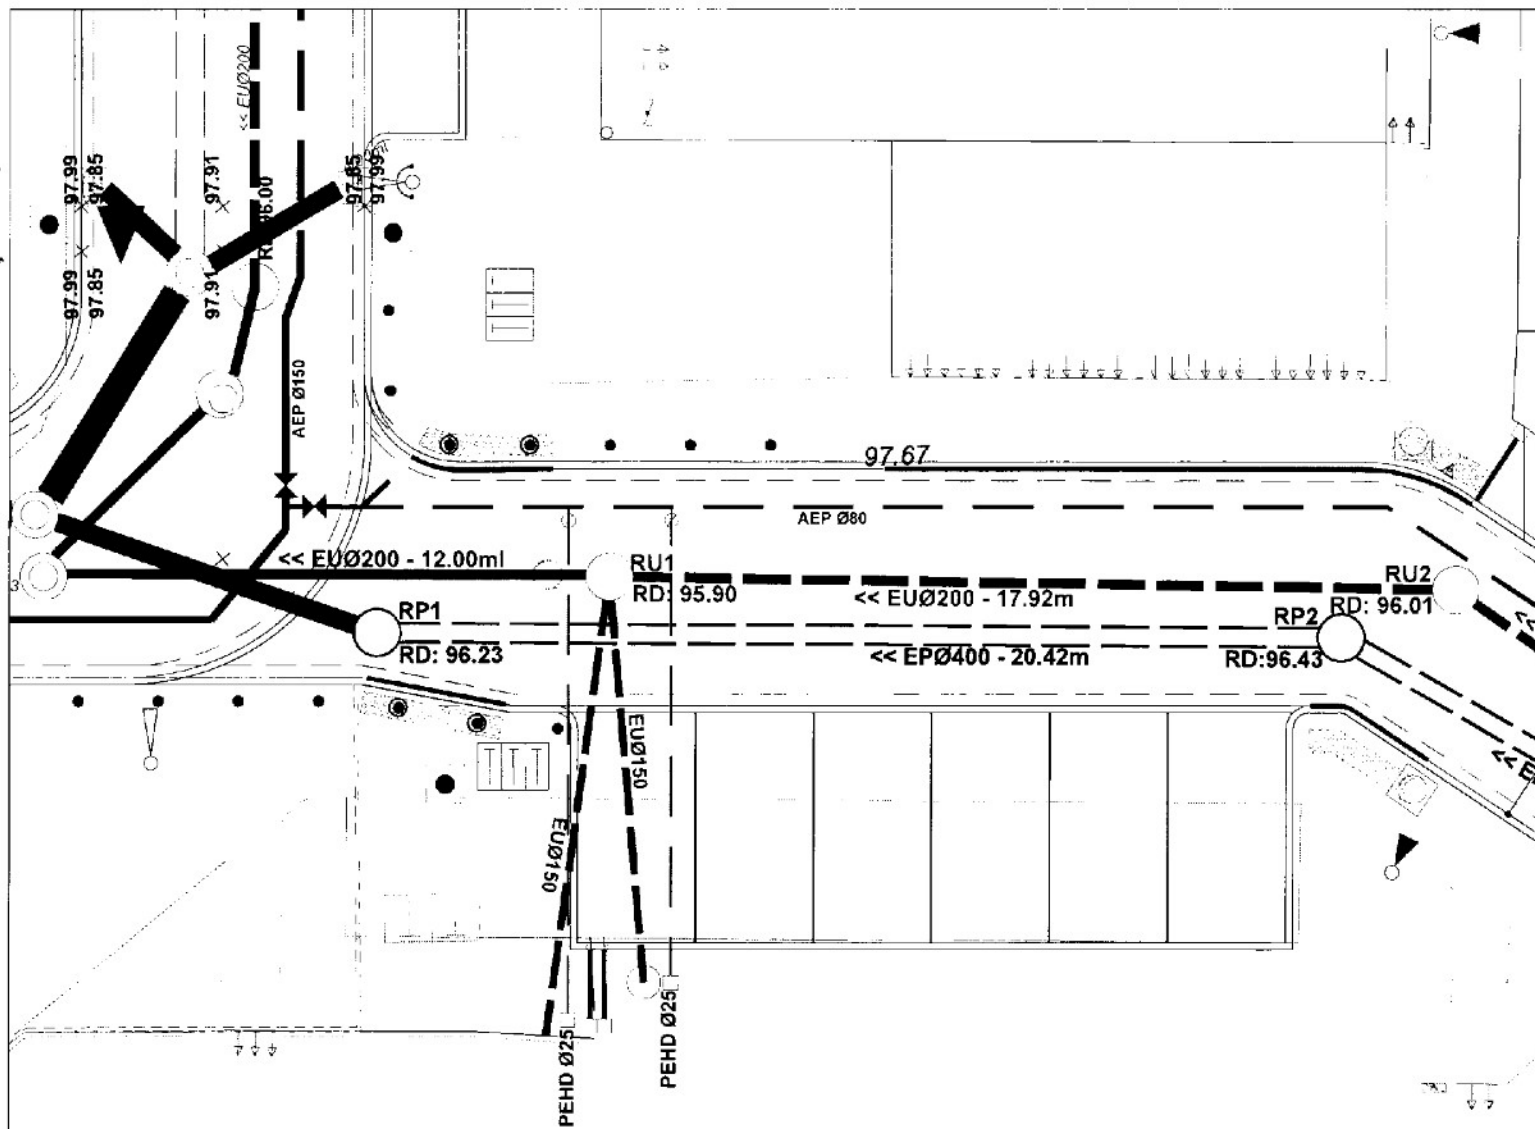 << EUØ200
97.99
97.85
97.91
97.85
97.99
97.99
97.85
97.91
AEP Ø150
97.67
AEP Ø80
<< EUØ200 - 12.00ml
RU1
RD: 95.90
<< EUØ200 - 17.92m
RU2
RD: 96.01
RP1
RD: 96.23
<< EPØ400 - 20.42m
RP2
RD:96.43
3
EUØ150
EUØ150
PEHD Ø25
PEHD Ø25